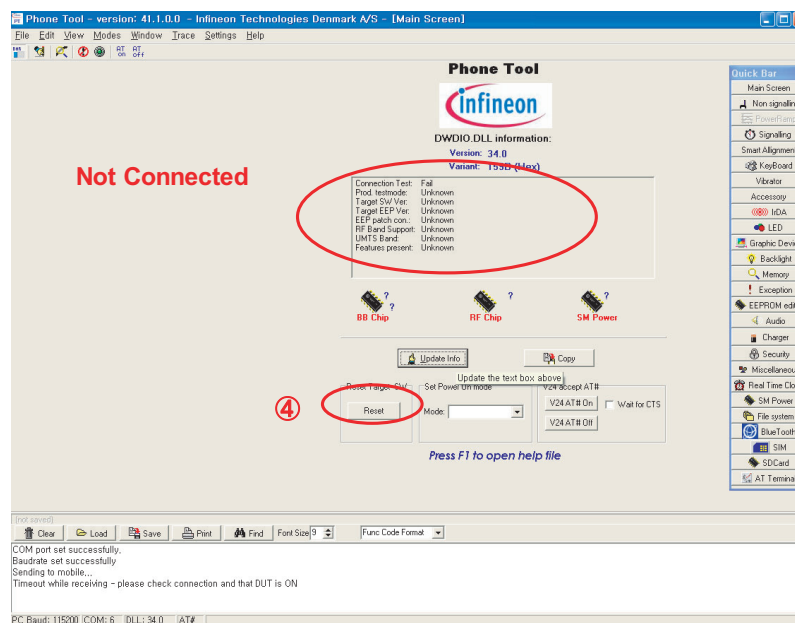 Phone Tool - version: 41.1.0.0 - Infineon Technologies Denmark A/S - [Main Screen]
File Edit View Modes Window Trace Settings Help
AT on AT off
Phone Tool
infineon
DWDIO.DLL information:
Version: 34.0
Variant: 159B (Hex)
Not Connected
Connection Test: Fail
Prod. testmode: Unknown
Target SW Ver: Unknown
Target EEP Ver: Unknown
EEP patch con.: Unknown
RF Band Support: Unknown
UMTS Band: Unknown
Features present: Unknown
? ? ? ?
BB Chip RF Chip SM Power
Update Info Copy
Update the text box above
Reset Target SW Set Power On mode V24 accept AT#
④ Reset Mode: V24 AT# On Wait for CTS
V24 AT# Off
Press F1 to open help file
Quick Bar
Main Screen
Non signallin
PowerRamp
Signalling
Smart Alignmen
KeyBoard
Vibrator
Accessory
IrDA
LED
Graphic Devi
Backlight
Memory
Exception
EEPROM edi
Audio
Charger
Security
Miscellaneou
Real Time Clo
SM Power
File system
BlueTooth
SIM
SDCard
AT Termina
(not saved)
Clear Load Save Print Find Font Size 9 Func Code Format
COM port set successfully,
Baudrate set successfully
Sending to mobile,,,
Timeout while receiving - please check connection and that DUT is ON
PC Baud: 115200 COM: 6 DLL: 34.0 AT#